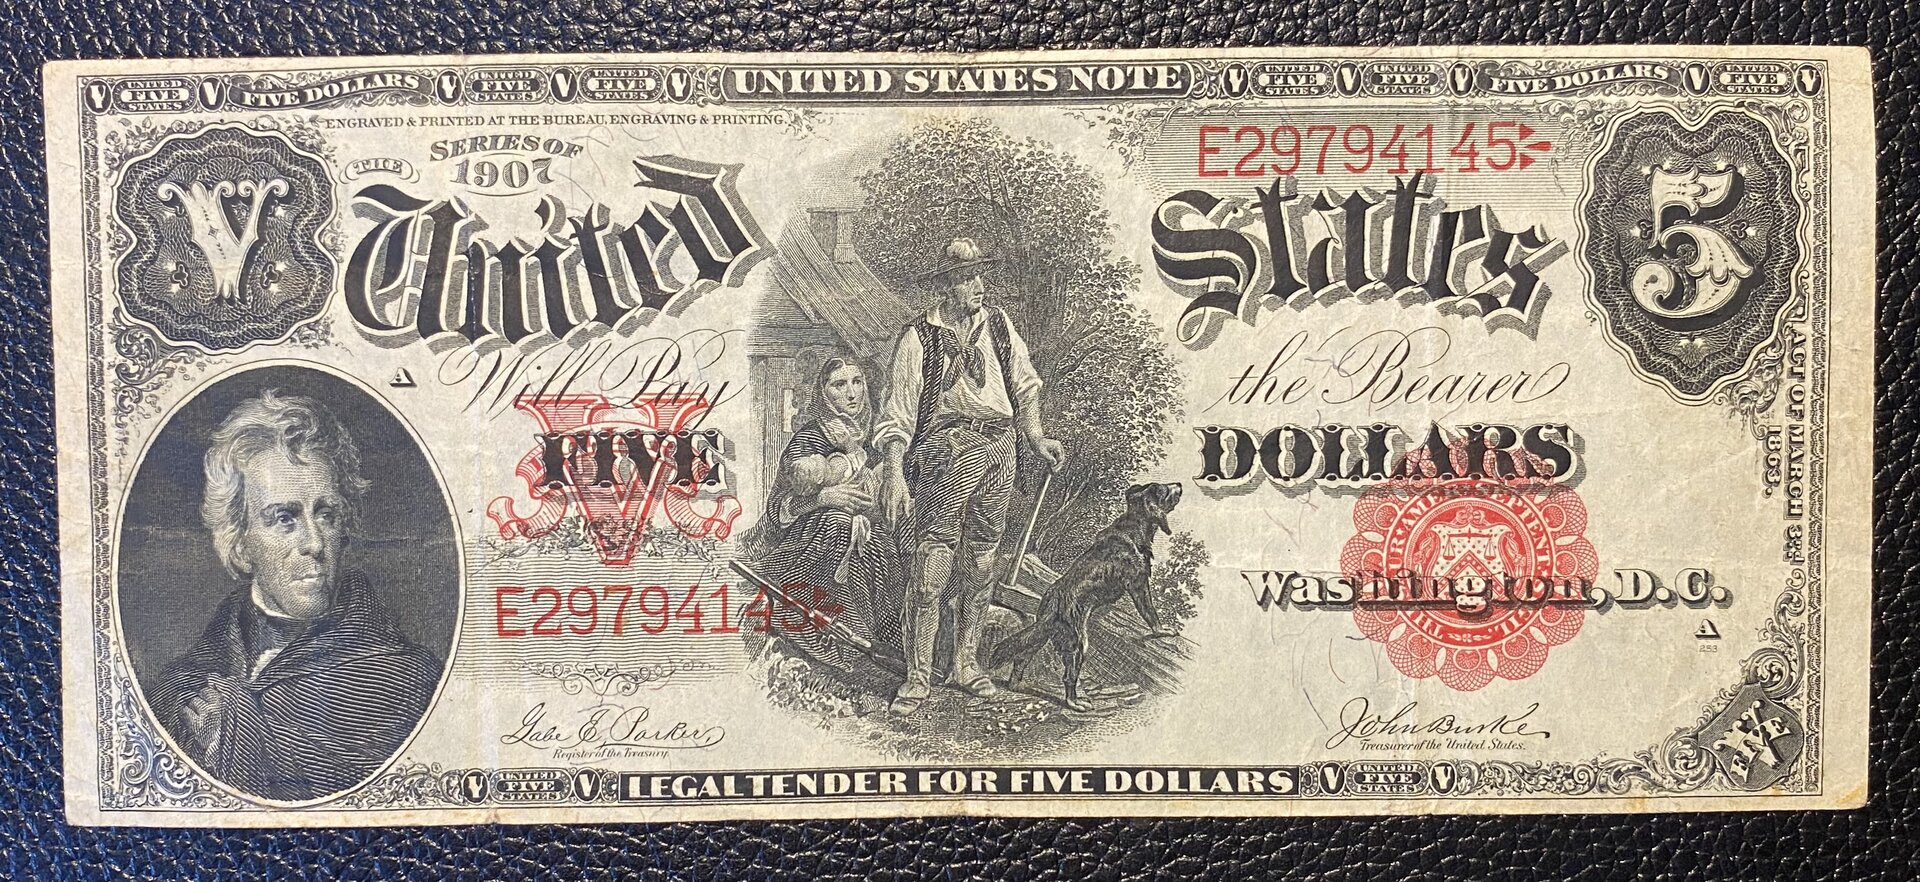 V UNITED FIVE STATES V FIVE DOLLARS V UNITED FIVE STATES V UNITED FIVE STATES V UNITED STATES NOTE V UNITED FIVE STATES V UNITED FIVE STATES V FIVE DOLLARS V UNITED FIVE STATES V
ENGRAVED & PRINTED AT THE BUREAU, ENGRAVING & PRINTING.
SERIES OF
1907
E29794145
V
THE
United States
5
A
Will Pay the Bearer
V
FIVE DOLLARS
ACT OF MARCH 3rd
1863.
E29794145
Washington, D.C.
A
253
Gabe E. Parker,
Register of the Treasury.
John Burke
Treasurer of the United States.
V
FIVE
V UNITED FIVE STATES V LEGAL TENDER FOR FIVE DOLLARS V UNITED FIVE STATES V